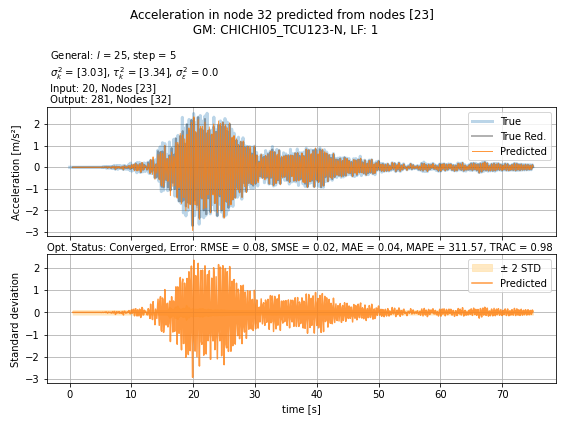 Acceleration in node 32 predicted from nodes [23]
GM: CHICHI05_TCU123-N, LF: 1
General: l = 25, step = 5
σ²ₖ = [3.03], τ²ₖ = [3.34], σ²ε = 0.0
Input: 20, Nodes [23]
Output: 281, Nodes [32]
Acceleration [m/s²]
2
1
0
−1
−2
−3
True
True Red.
Predicted
Opt. Status: Converged, Error: RMSE = 0.08, SMSE = 0.02, MAE = 0.04, MAPE = 311.57, TRAC = 0.98
Standard deviation
2
1
0
−1
−2
−3
± 2 STD
Predicted
0 10 20 30 40 50 60 70
time [s]